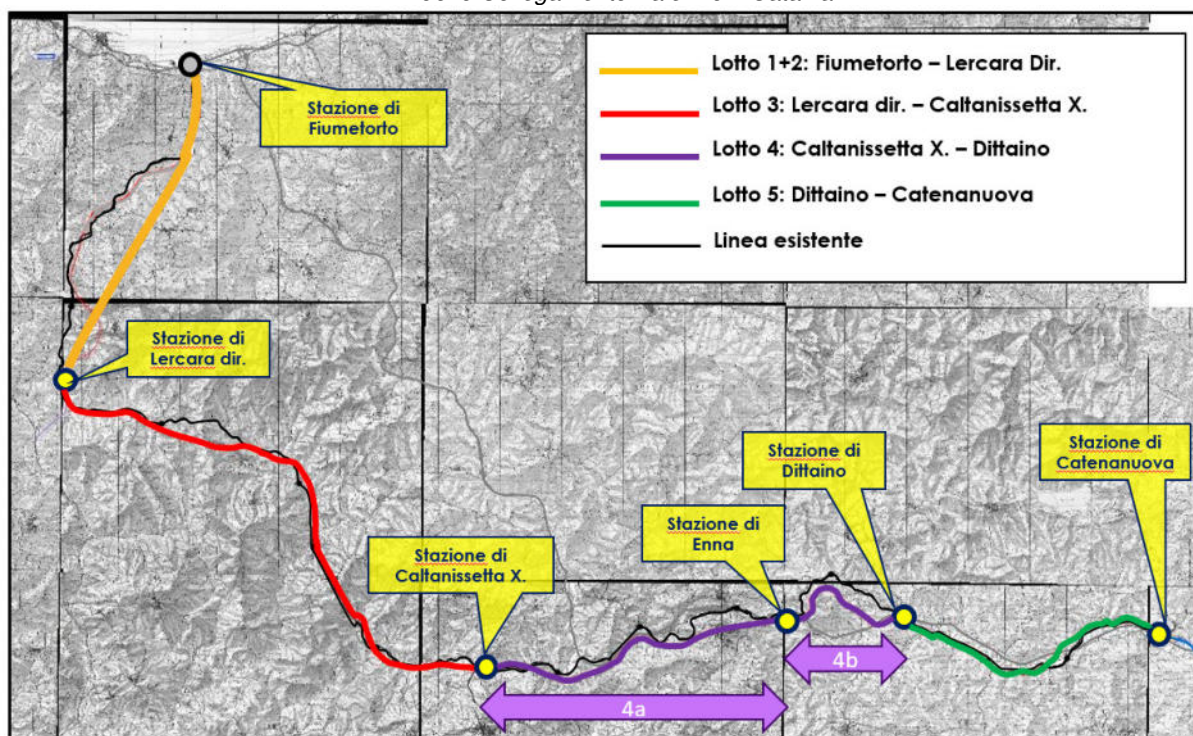 Lotto 1+2: Fiumetorto – Lercara Dir.
Lotto 3: Lercara dir. – Caltanissetta X.
Lotto 4: Caltanissetta X. – Dittaino
Lotto 5: Dittaino – Catenanuova
Linea esistente
Stazione di
Fiumetorto
Stazione di
Lercara dir.
Stazione di
Caltanissetta X.
Stazione di
Enna
Stazione di
Dittaino
Stazione di
Catenanuova
4a
4b